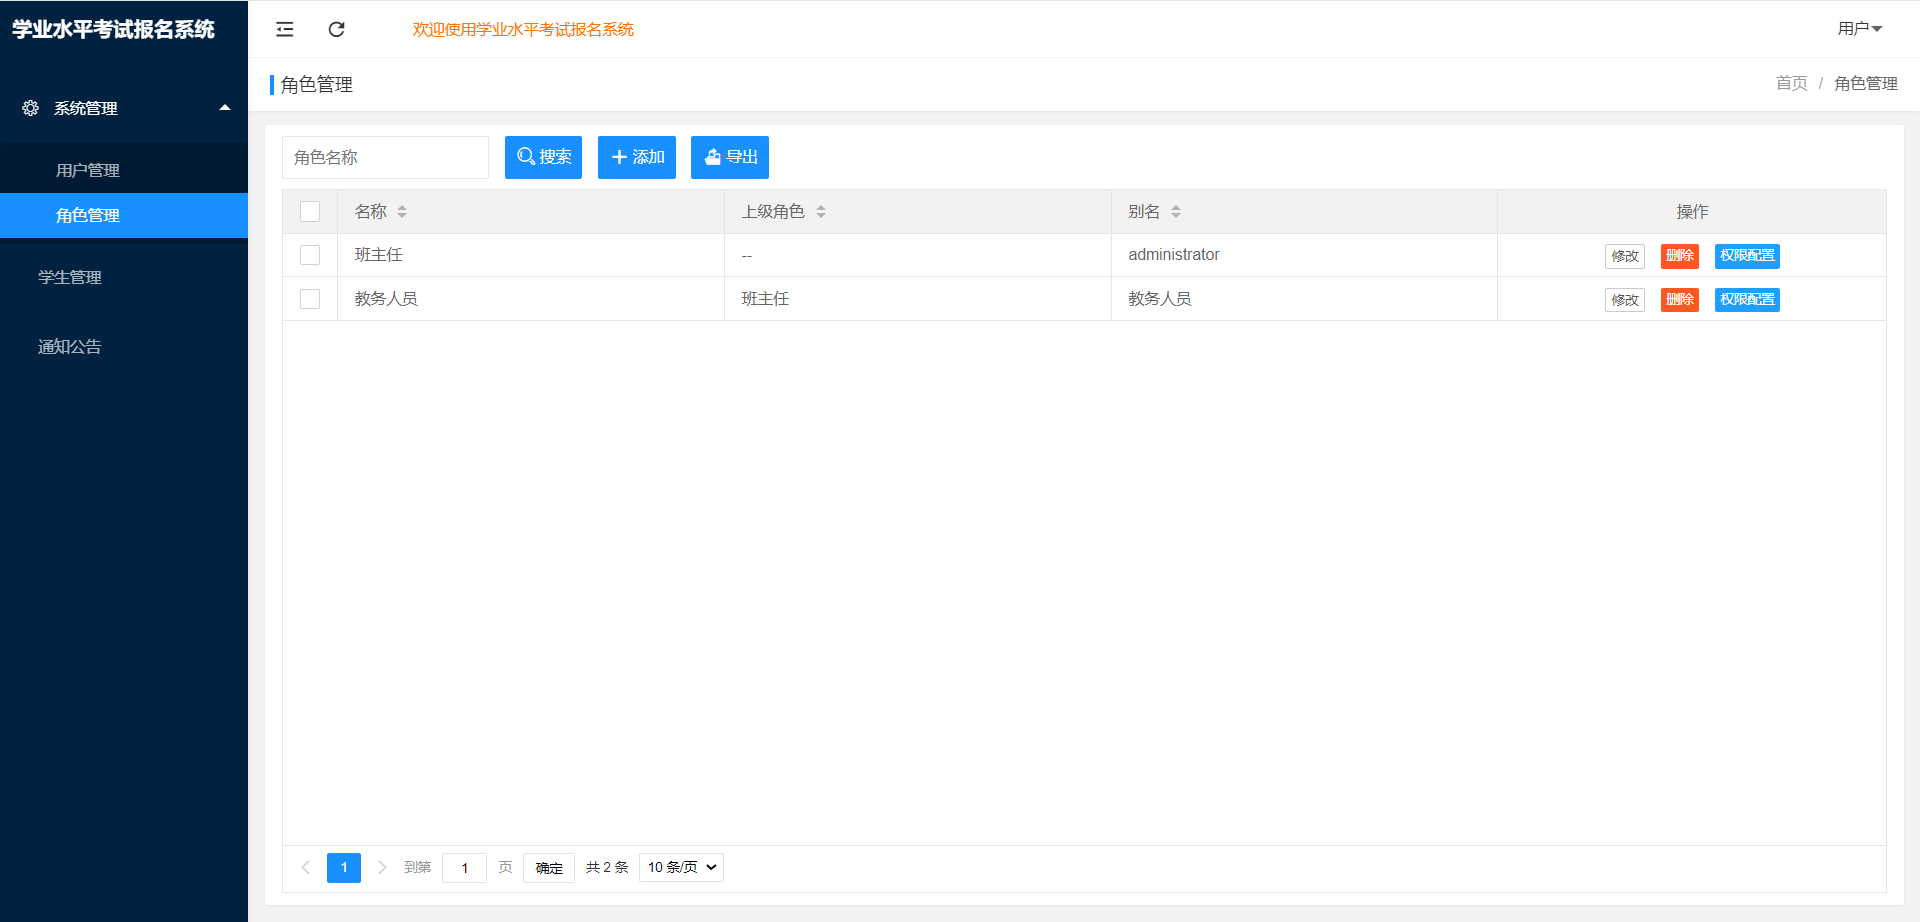 学业水平考试报名系统
欢迎使用学业水平考试报名系统
用户
系统管理
用户管理
角色管理
学生管理
通知公告
角色管理
首页 / 角色管理
角色名称
搜索
添加
导出
名称 上级角色 别名 操作
班主任 -- administrator 修改 删除 权限配置
教务人员 班主任 教务人员 修改 删除 权限配置
1 到第 1 页 确定 共 2 条 10 条/页